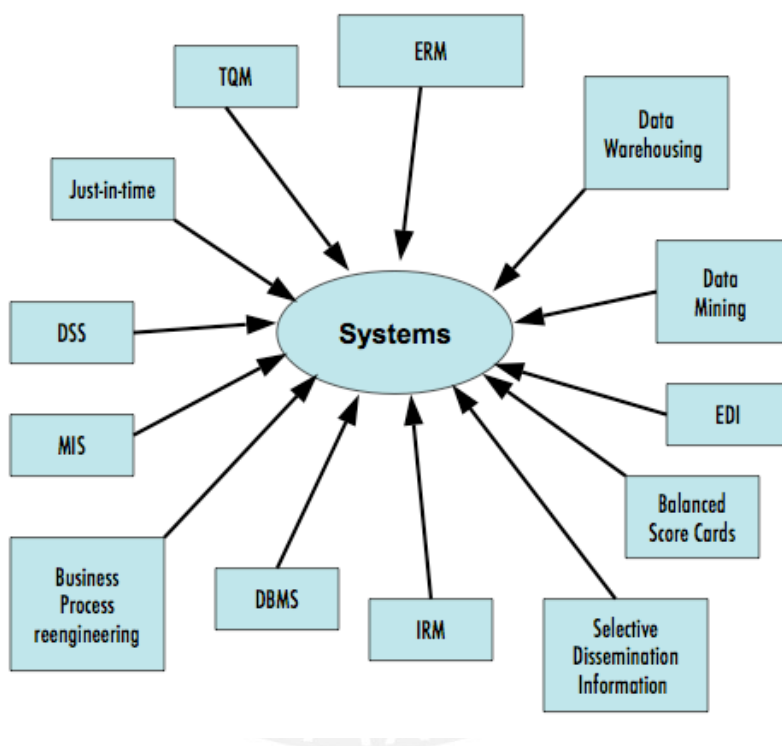 ERM
TQM
Data
Warehousing
Just-in-time
Data
Mining
DSS
Systems
EDI
MIS
Balanced
Score Cards
Business
Process
reengineering
DBMS
IRM
Selective
Dissemination
Information